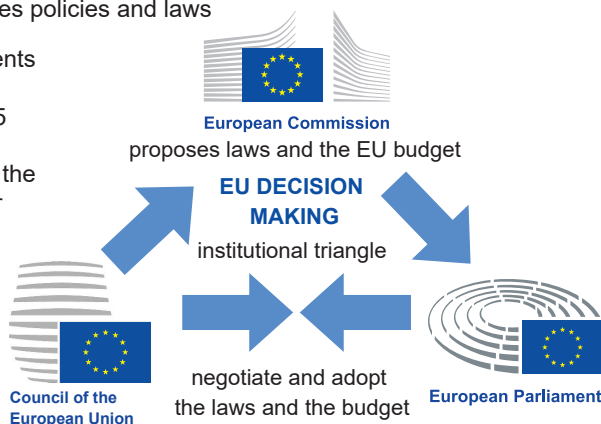 es policies and laws
ents
5
the
European Commission
proposes laws and the EU budget
EU DECISION
MAKING
institutional triangle
negotiate and adopt
the laws and the budget
Council of the
European Union
European Parliament